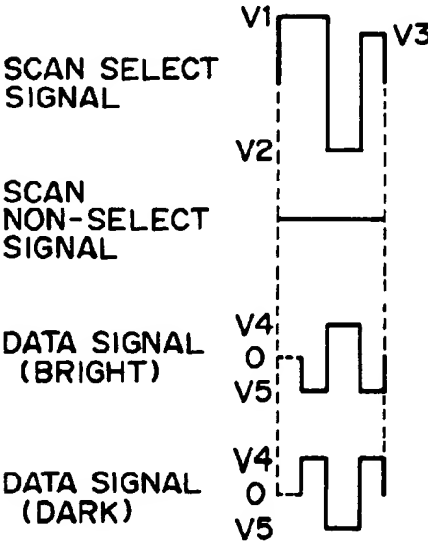 V1
V3
SCAN SELECT
SIGNAL
V2
SCAN
NON-SELECT
SIGNAL
V4
DATA SIGNAL
0
(BRIGHT)
V5
V4
DATA SIGNAL
0
(DARK)
V5